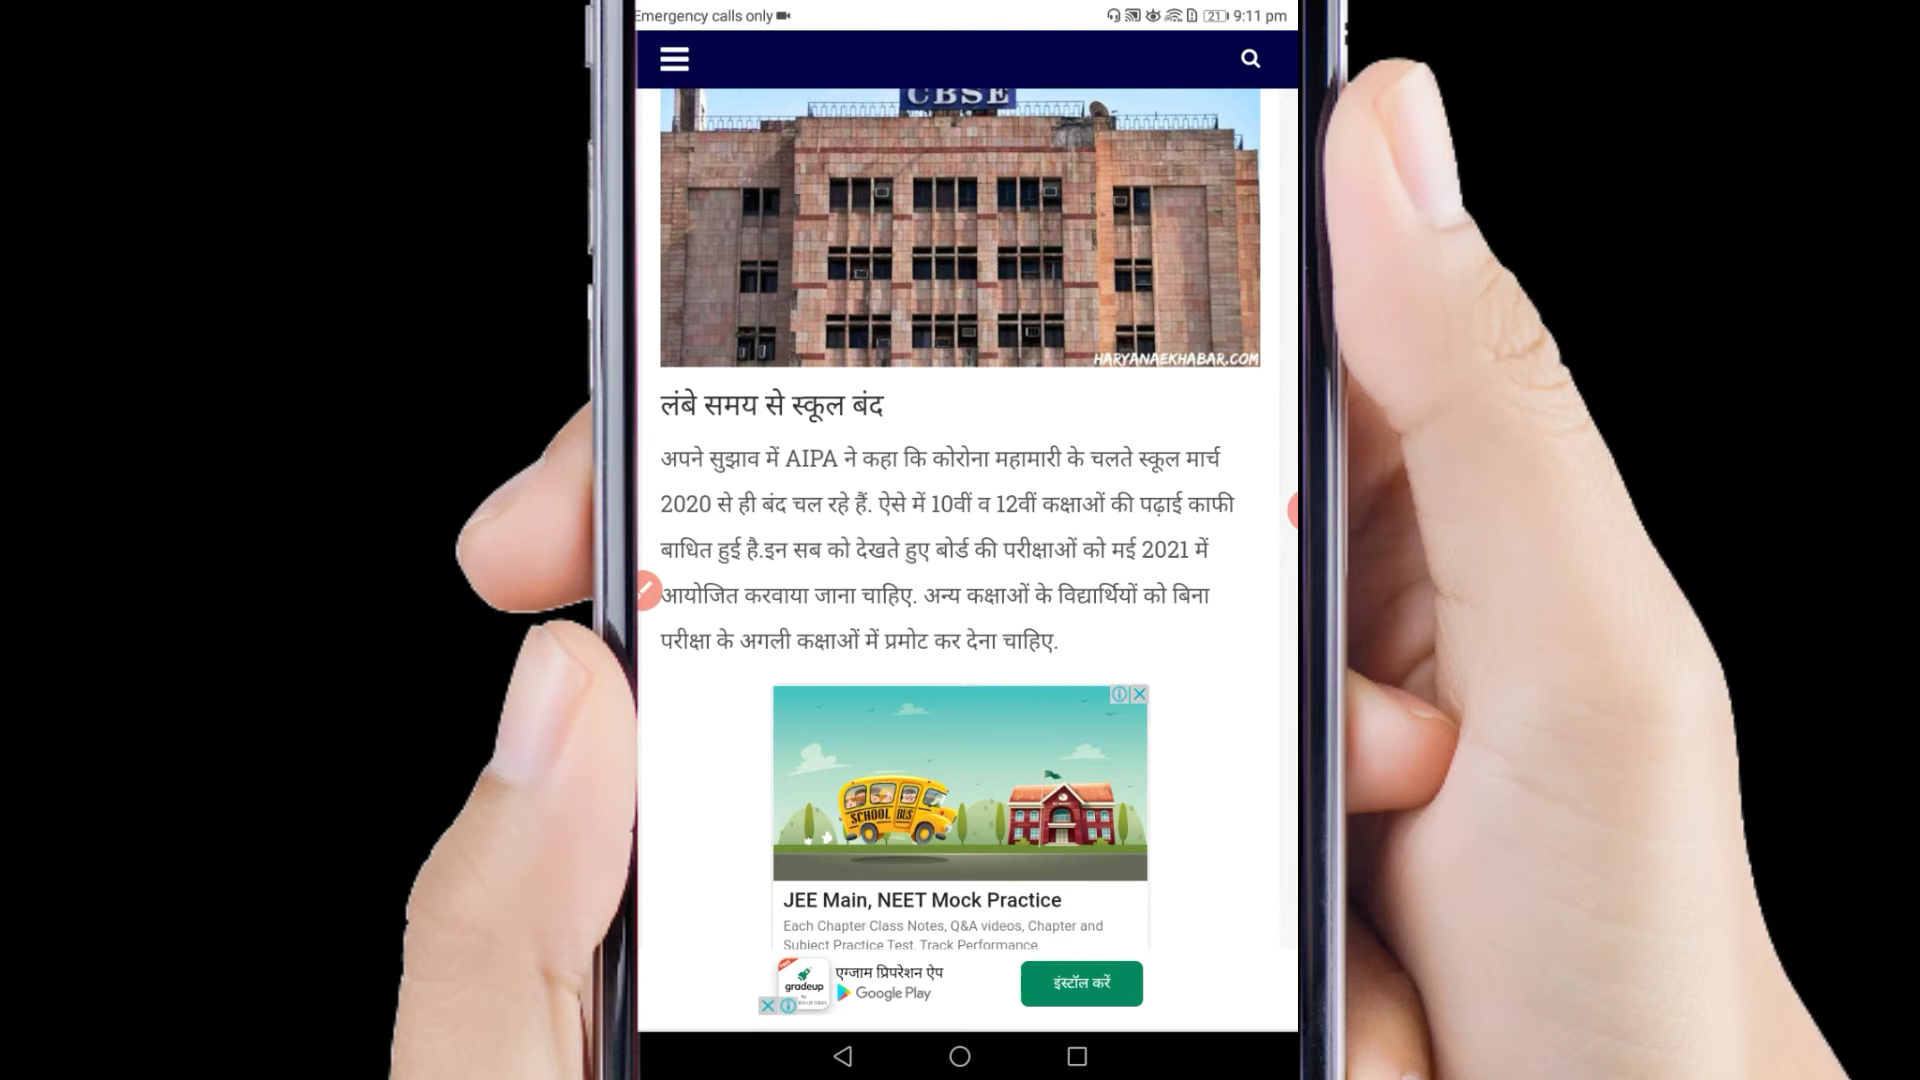 Emergency calls only
21 9:11 pm
CBSE
HARYANAEKHABAR.COM
लंबे समय से स्कूल बंद
अपने सुझाव में AIPA ने कहा कि कोरोना महामारी के चलते स्कूल मार्च
2020 से ही बंद चल रहे हैं. ऐसे में 10वीं व 12वीं कक्षाओं की पढ़ाई काफी
बाधित हुई है.इन सब को देखते हुए बोर्ड की परीक्षाओं को मई 2021 में
आयोजित करवाया जाना चाहिए. अन्य कक्षाओं के विद्यार्थियों को बिना
परीक्षा के अगली कक्षाओं में प्रमोट कर देना चाहिए.
SCHOOL BUS
JEE Main, NEET Mock Practice
Each Chapter Class Notes, Q&A videos, Chapter and
Subject Practice Test, Track Performance
एग्जाम प्रिपरेशन ऐप
gradeup
Google Play
इंस्टॉल करें